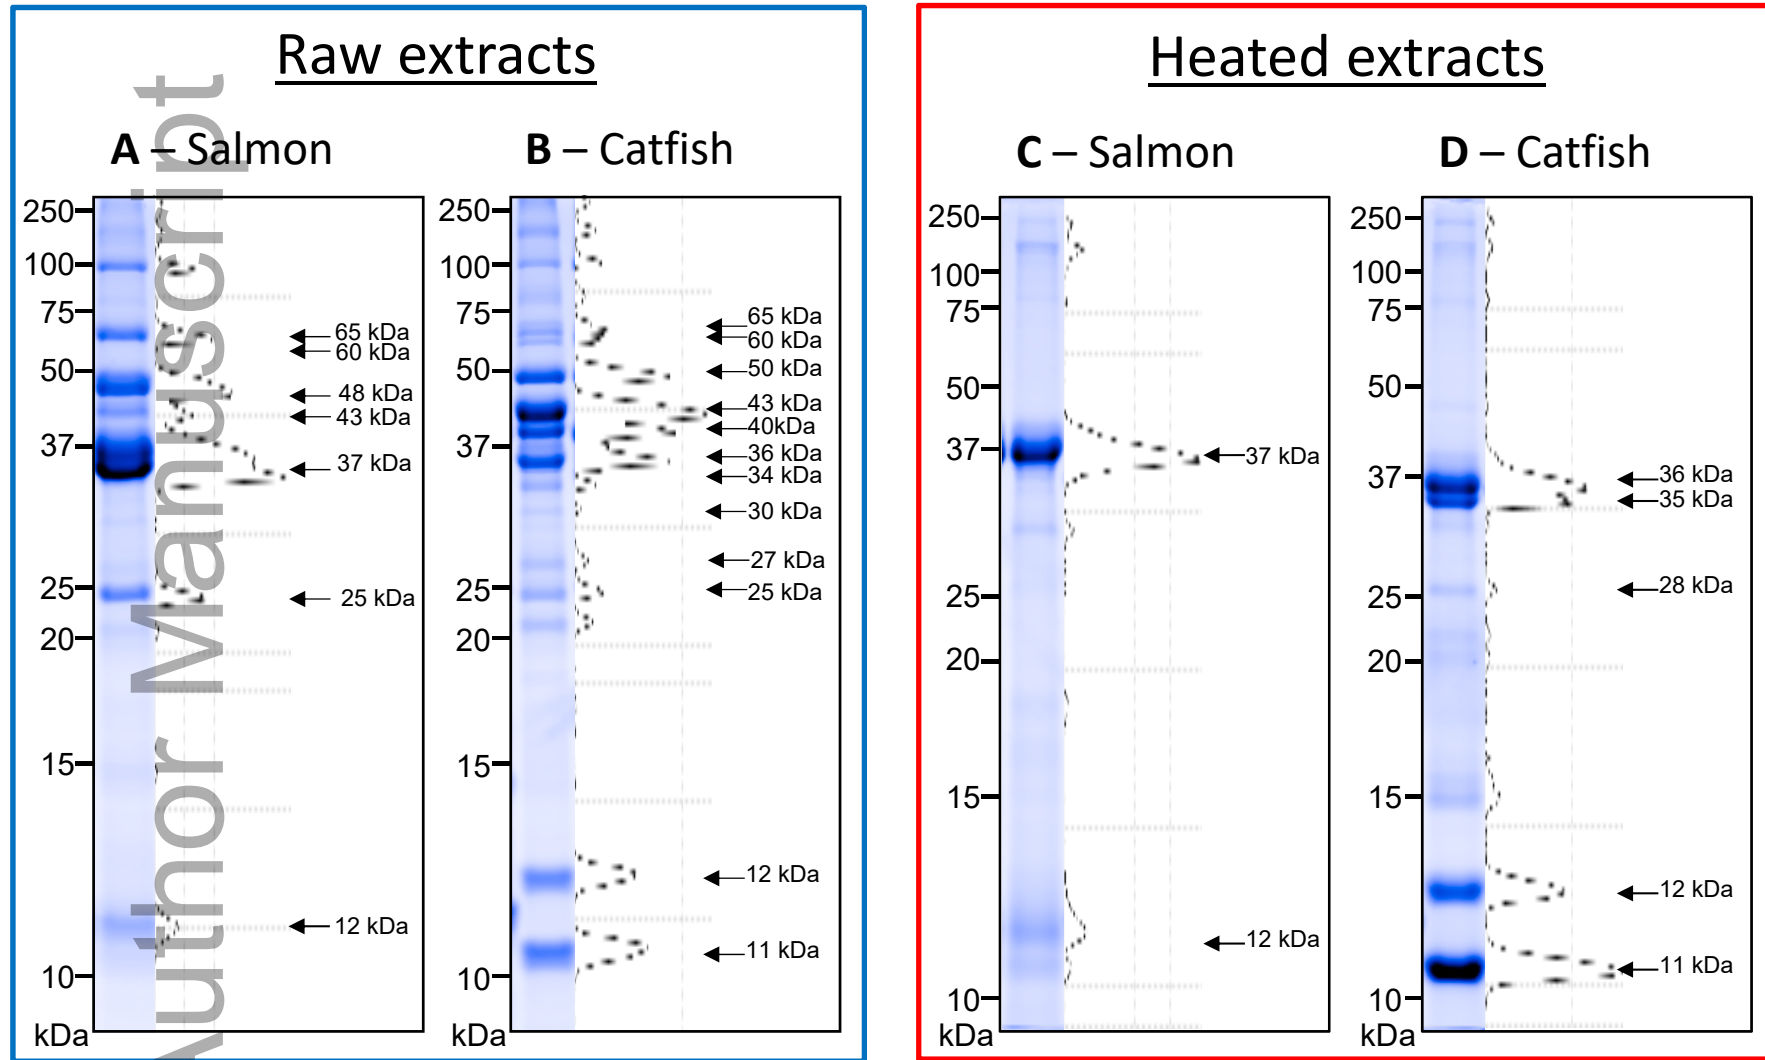 Raw extracts
A – Salmon
250
100
75
50
37
25
20
15
10
kDa
65 kDa
60 kDa
48 kDa
43 kDa
37 kDa
25 kDa
12 kDa
B – Catfish
250
100
75
50
37
25
20
15
10
kDa
65 kDa
60 kDa
50 kDa
43 kDa
40kDa
36 kDa
34 kDa
30 kDa
27 kDa
25 kDa
12 kDa
11 kDa
Heated extracts
C – Salmon
250
100
75
50
37
25
20
15
10
kDa
37 kDa
12 kDa
D – Catfish
250
100
75
50
37
25
20
15
10
kDa
36 kDa
35 kDa
28 kDa
12 kDa
11 kDa
Author Manuscript